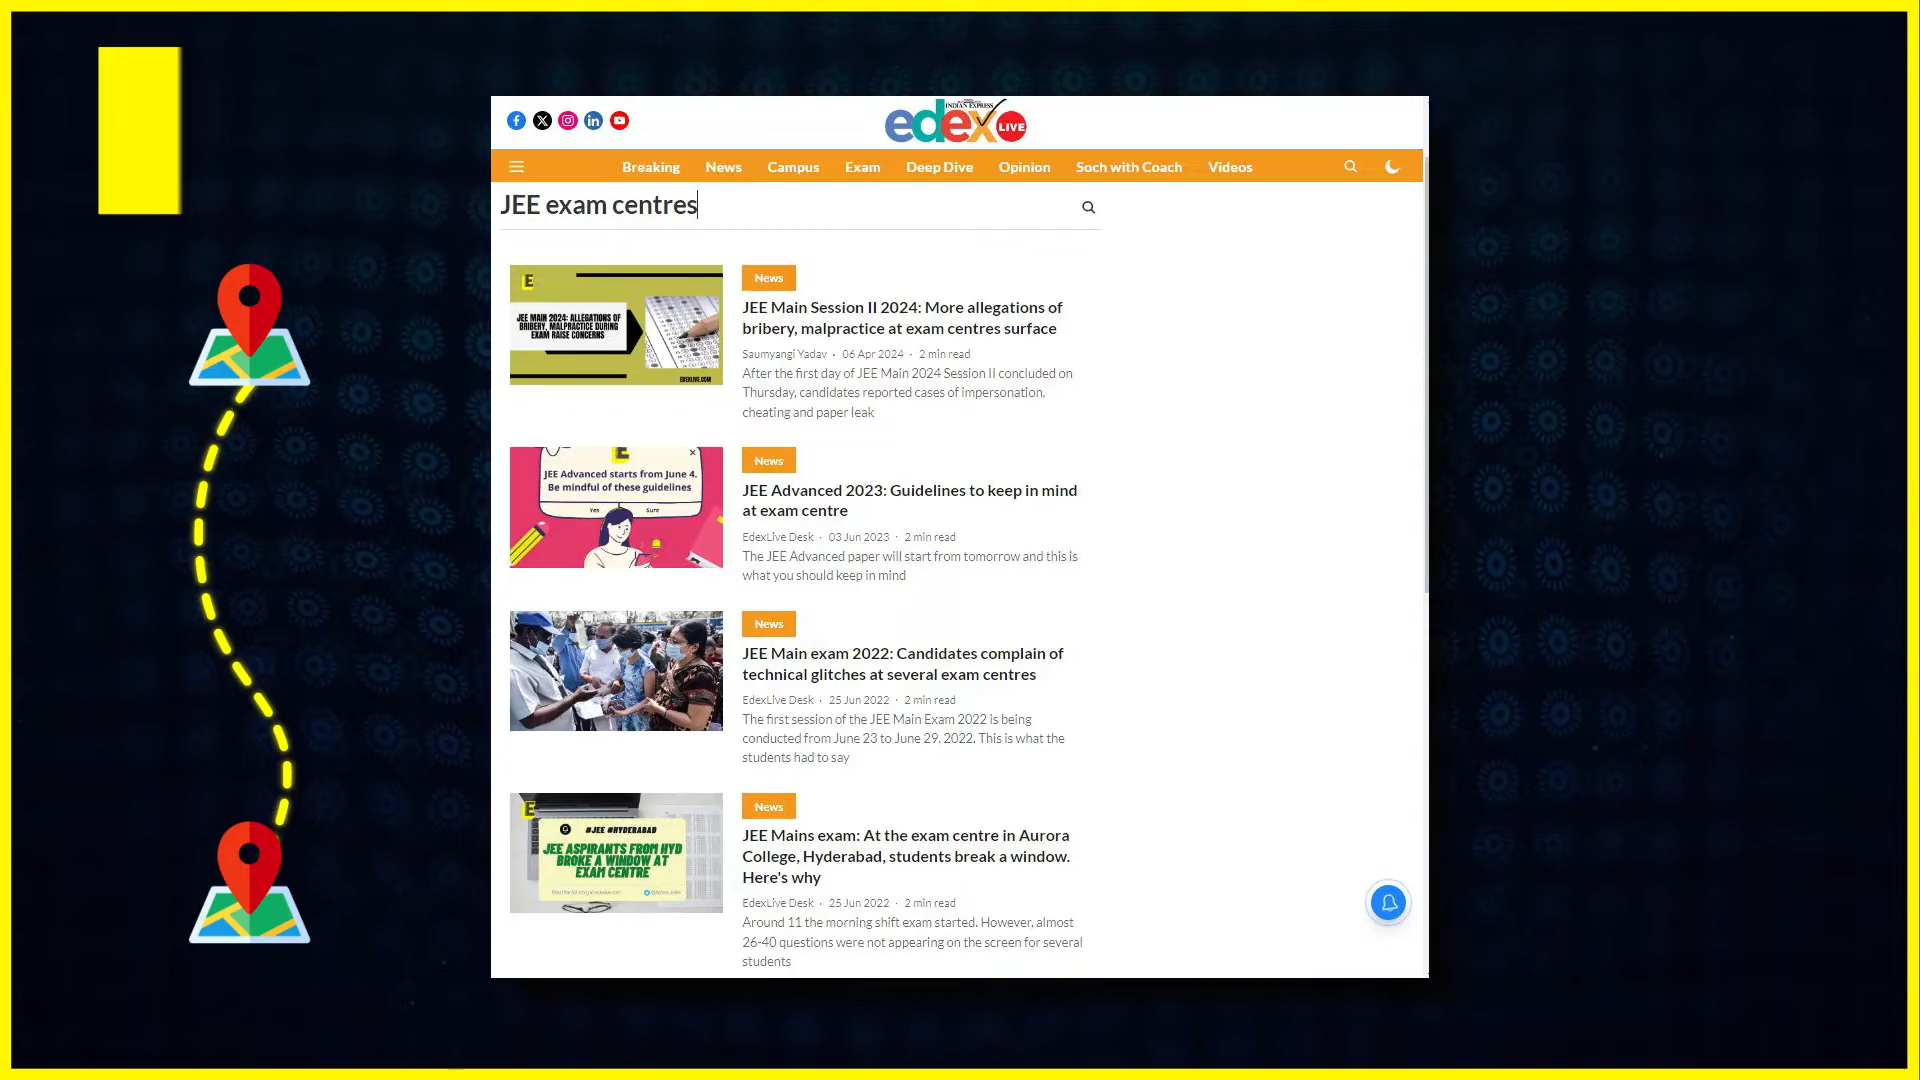 INDIAN EXPRESS
edex LIVE
Breaking News Campus Exam Deep Dive Opinion Soch with Coach Videos
JEE exam centres
E
JEE MAIN 2024: ALLEGATIONS OF
BRIBERY, MALPRACTICE DURING
EXAM RAISE CONCERNS
EDEXLIVE.COM
News
JEE Main Session II 2024: More allegations of
bribery, malpractice at exam centres surface
Saumyangi Yadav · 06 Apr 2024 · 2 min read
After the first day of JEE Main 2024 Session II concluded on
Thursday, candidates reported cases of impersonation,
cheating and paper leak
E
JEE Advanced starts from June 4.
Be mindful of these guidelines
Yes Sure
News
JEE Advanced 2023: Guidelines to keep in mind
at exam centre
EdexLive Desk · 03 Jun 2023 · 2 min read
The JEE Advanced paper will start from tomorrow and this is
what you should keep in mind
News
JEE Main exam 2022: Candidates complain of
technical glitches at several exam centres
EdexLive Desk · 25 Jun 2022 · 2 min read
The first session of the JEE Main Exam 2022 is being
conducted from June 23 to June 29, 2022. This is what the
students had to say
E
#JEE #HYDERABAD
JEE ASPIRANTS FROM HYD
BROKE A WINDOW AT
EXAM CENTRE
News
JEE Mains exam: At the exam centre in Aurora
College, Hyderabad, students break a window.
Here's why
EdexLive Desk · 25 Jun 2022 · 2 min read
Around 11 the morning shift exam started. However, almost
26-40 questions were not appearing on the screen for several
students